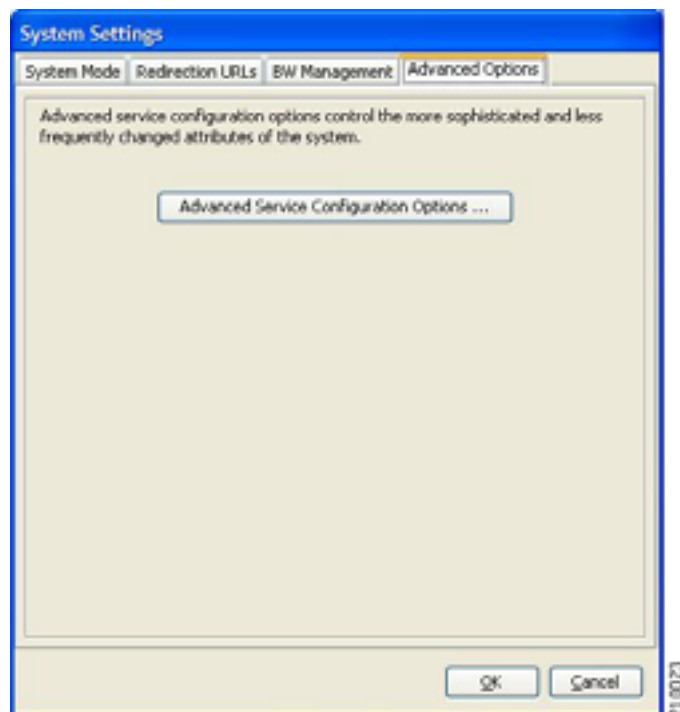 System Settings
System Mode Redirection URLs BW Management Advanced Options
Advanced service configuration options control the more sophisticated and less
frequently changed attributes of the system.
Advanced Service Configuration Options ...
OK Cancel
210023